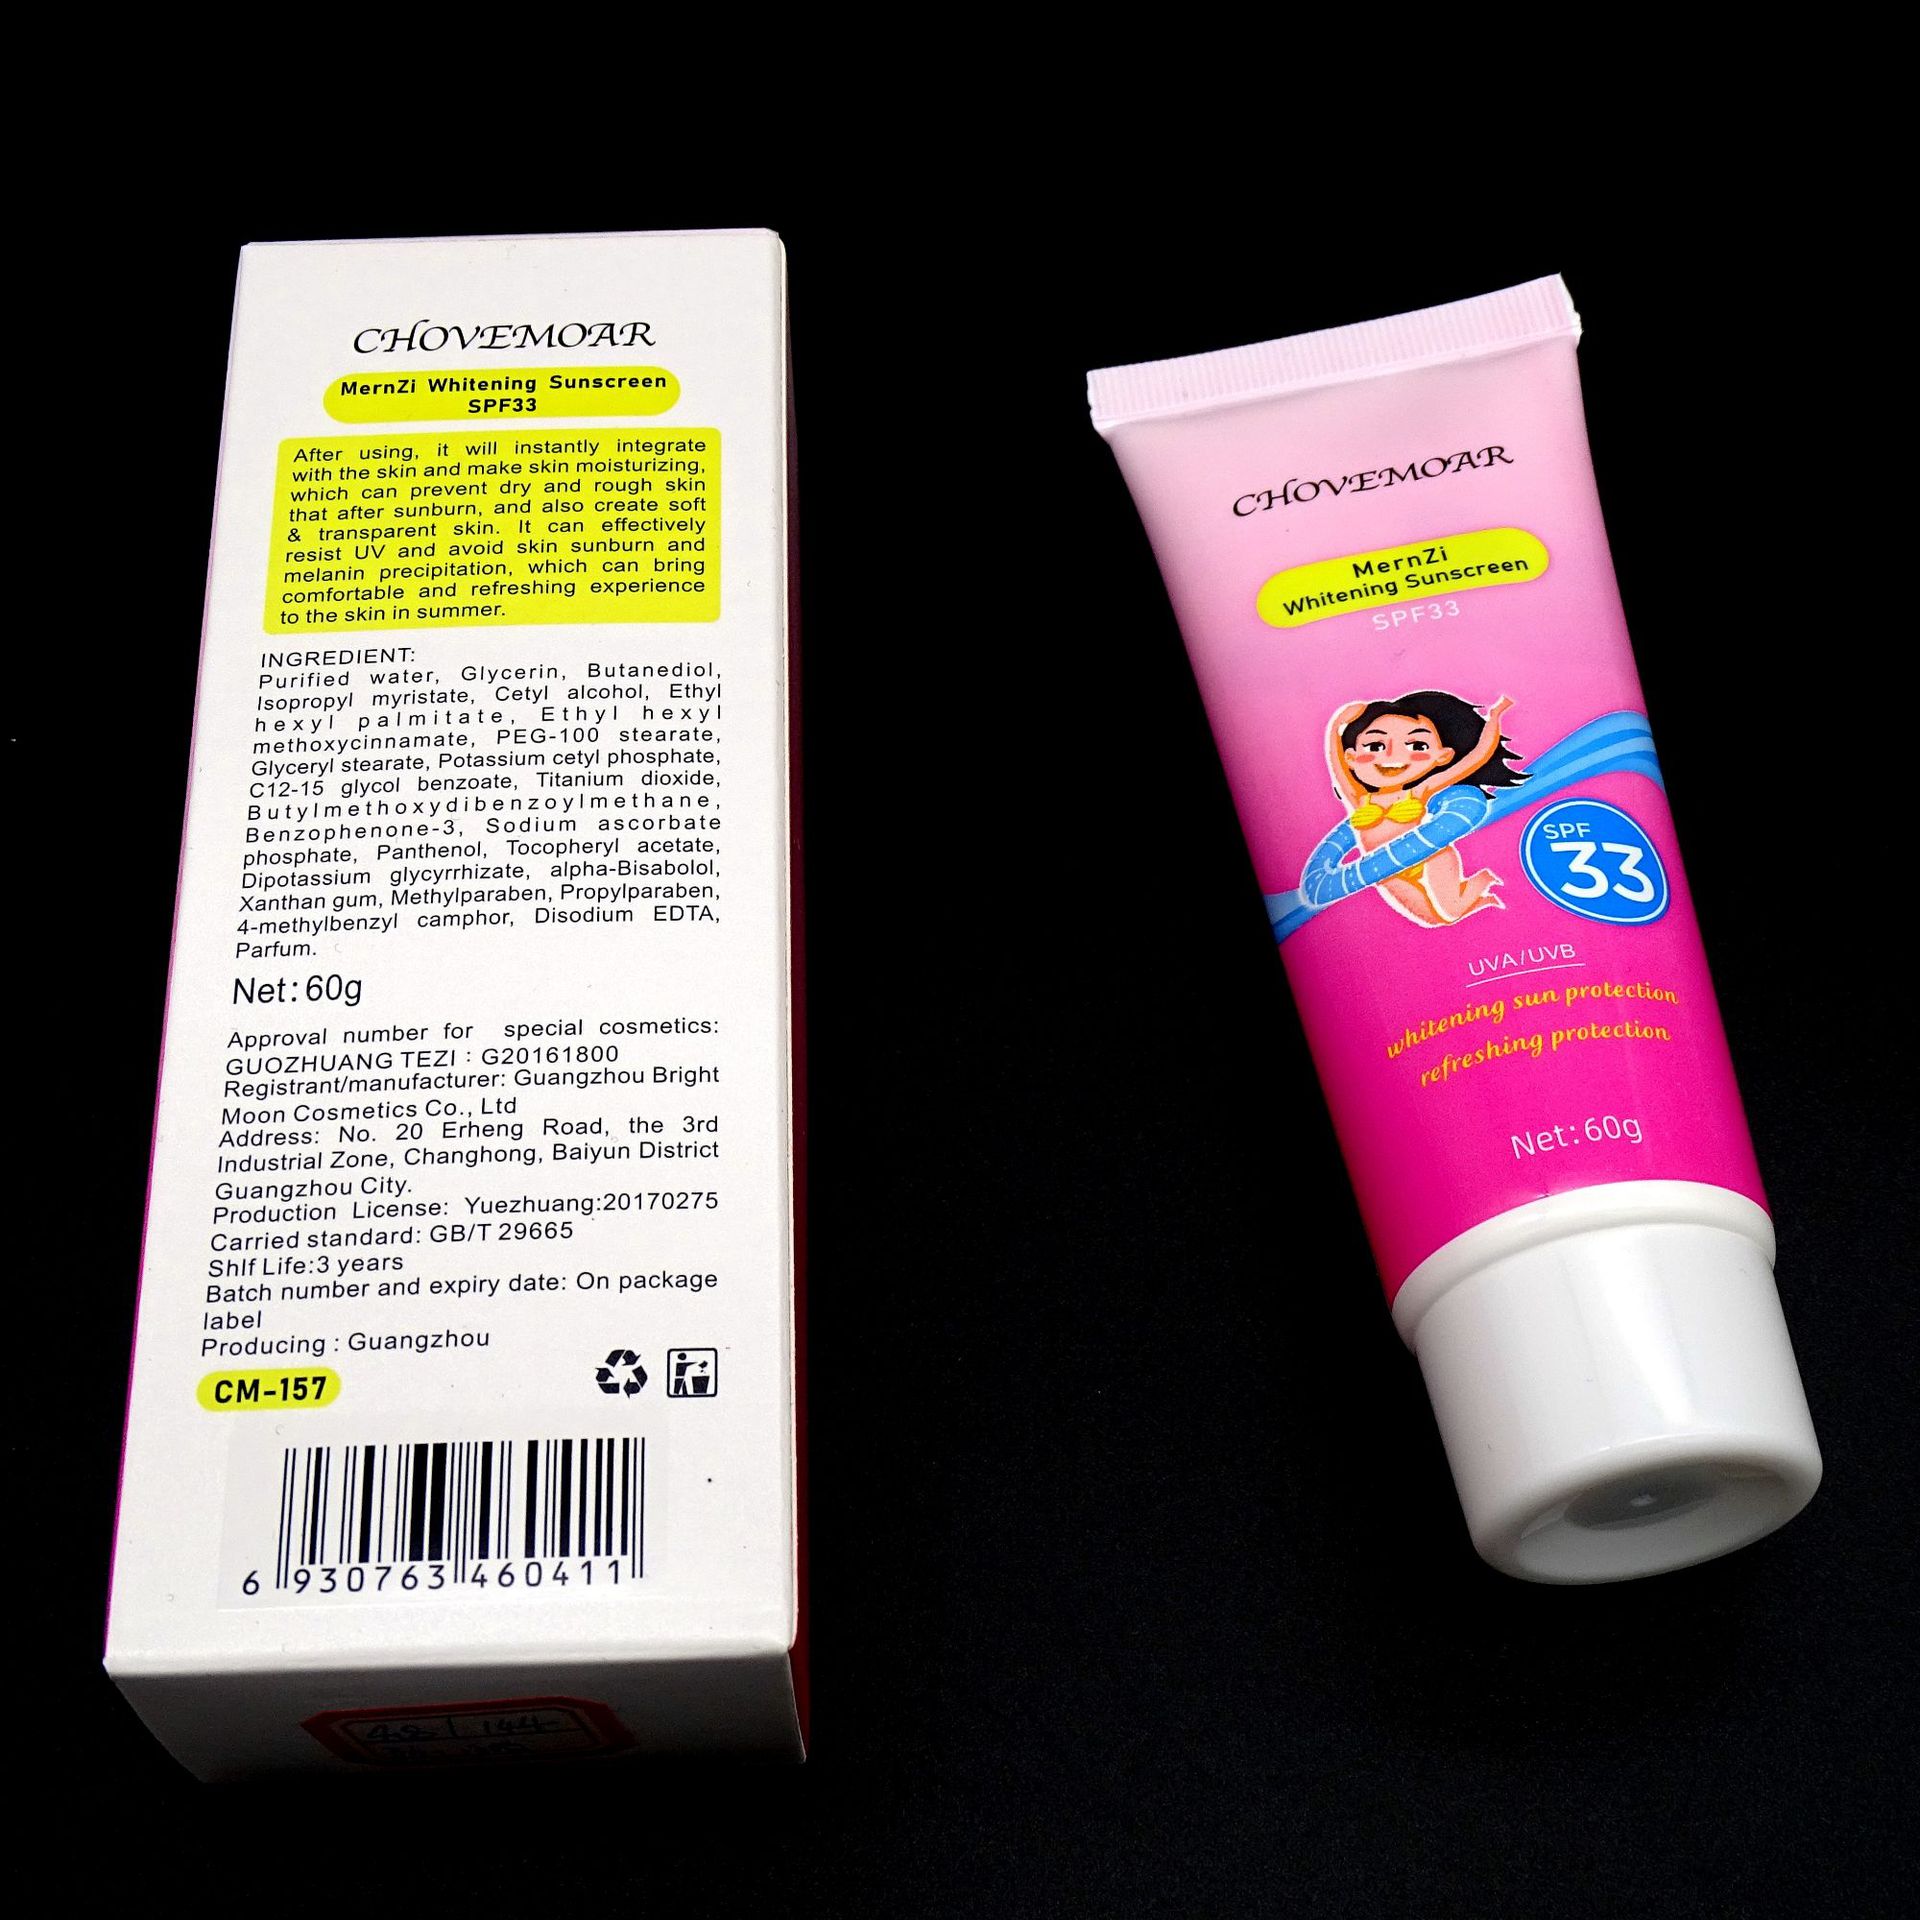 CHOVEMOAR
MernZi Whitening Sunscreen
SPF33
After using, it will instantly integrate
with the skin and make skin moisturizing,
which can prevent dry and rough skin
that after sunburn, and also create soft
& transparent skin. It can effectively
resist UV and avoid skin sunburn and
melanin precipitation, which can bring
comfortable and refreshing experience
to the skin in summer.
INGREDIENT:
Purified water, Glycerin, Butanediol,
Isopropyl myristate, Cetyl alcohol, Ethyl
hexyl palmitate, Ethyl hexyl
methoxycinnamate, PEG-100 stearate,
Glyceryl stearate, Potassium cetyl phosphate,
C12-15 glycol benzoate, Titanium dioxide,
Butylmethoxydibenzoylmethane,
Benzophenone-3, Sodium ascorbate
phosphate, Panthenol, Tocopheryl acetate,
Dipotassium glycyrrhizate, alpha-Bisabolol,
Xanthan gum, Methylparaben, Propylparaben,
4-methylbenzyl camphor, Disodium EDTA,
Parfum.
Net: 60g
Approval number for special cosmetics:
GUOZHUANG TEZI : G20161800
Registrant/manufacturer: Guangzhou Bright
Moon Cosmetics Co., Ltd
Address: No. 20 Erheng Road, the 3rd
Industrial Zone, Changhong, Baiyun District
Guangzhou City.
Production License: Yuezhuang:20170275
Carried standard: GB/T 29665
Shlf Life:3 years
Batch number and expiry date: On package
label
Producing : Guangzhou
CM-157
6 930763 460411
CHOVEMOAR
MernZi
Whitening Sunscreen
SPF33
SPF
33
UVA/UVB
whitening sun protection
refreshing protection
Net: 60g